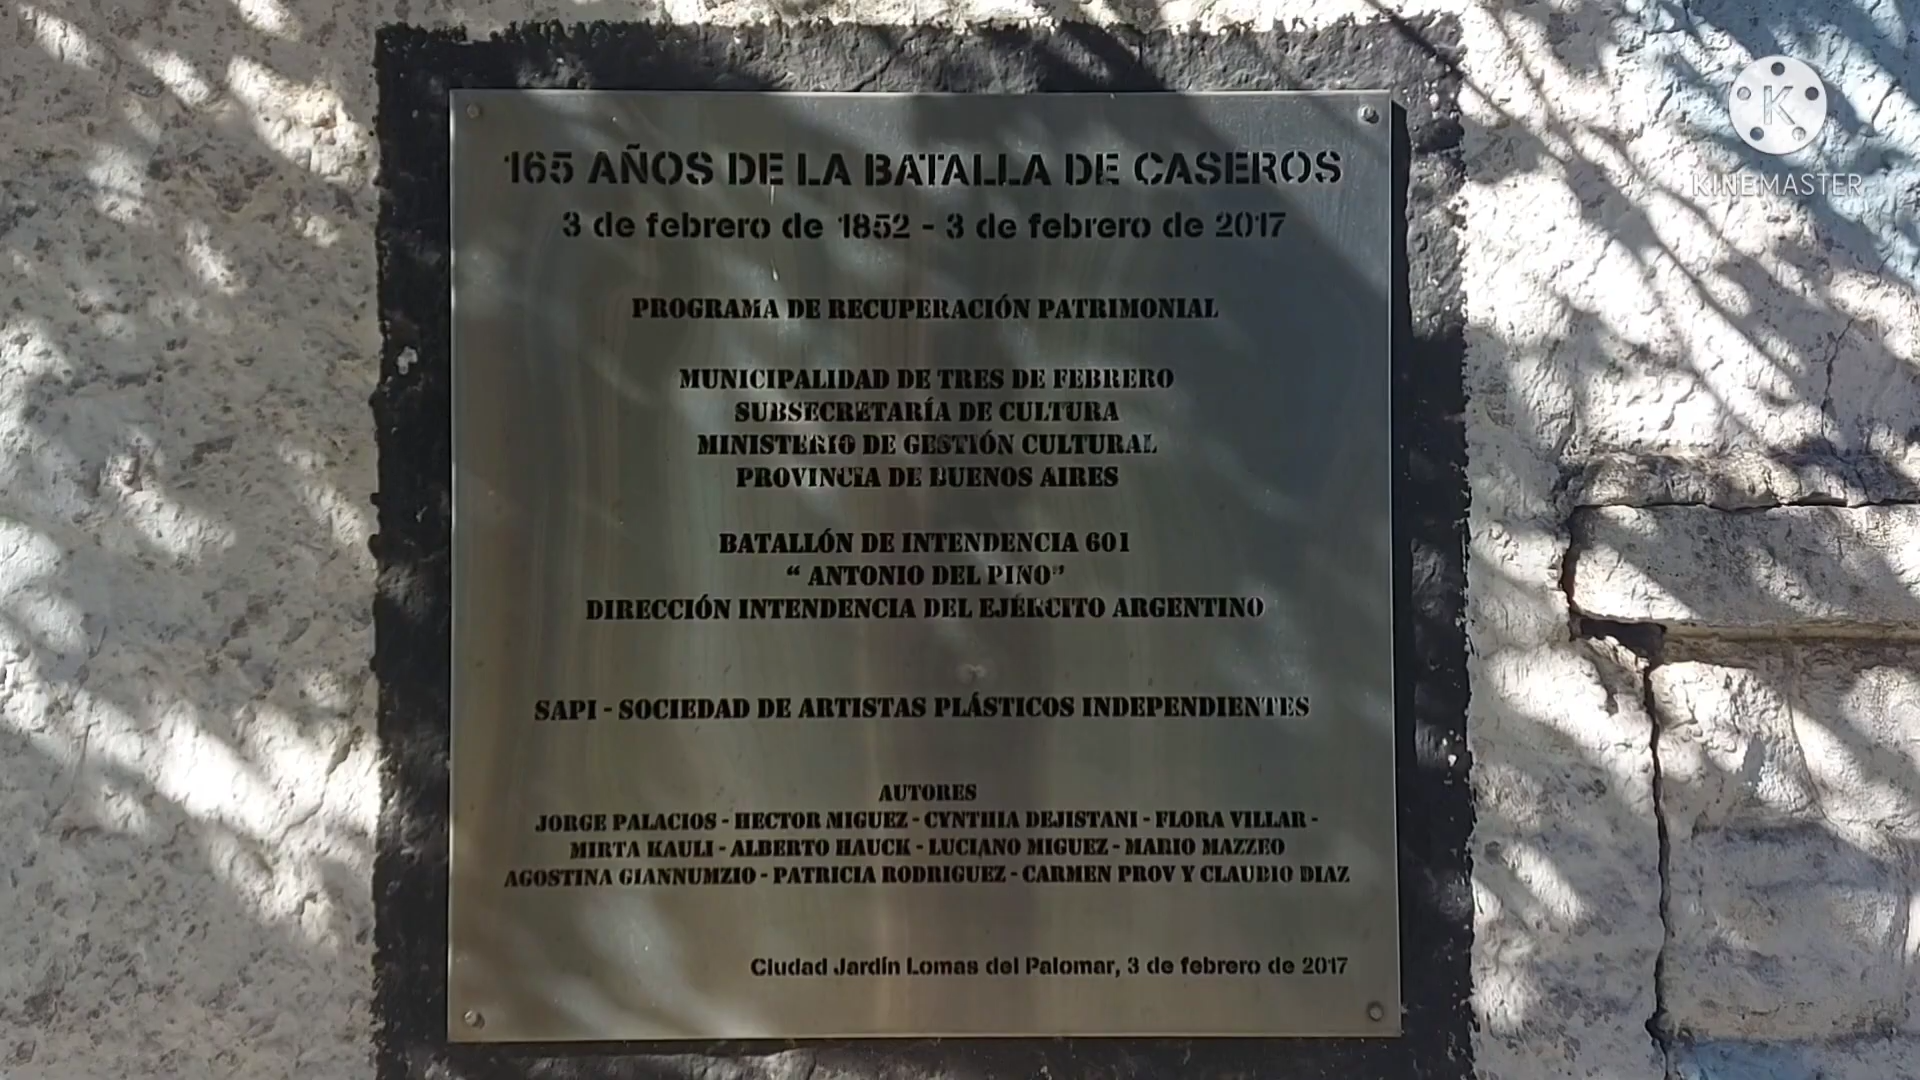 165 AÑOS DE LA BATALLA DE CASEROS
3 de febrero de 1852 - 3 de febrero de 2017
PROGRAMA DE RECUPERACIÓN PATRIMONIAL
MUNICIPALIDAD DE TRES DE FEBRERO
SUBSECRETARÍA DE CULTURA
MINISTERIO DE GESTIÓN CULTURAL
PROVINCIA DE BUENOS AIRES
BATALLÓN DE INTENDENCIA 601
“ ANTONIO DEL PINO”
DIRECCIÓN INTENDENCIA DEL EJÉRCITO ARGENTINO
SAPI - SOCIEDAD DE ARTISTAS PLÁSTICOS INDEPENDIENTES
AUTORES
JORGE PALACIOS - HECTOR MIGUEZ - CYNTHIA DEJISTANI - FLORA VILLAR -
MIRTA KAULI - ALBERTO HAUCK - LUCIANO MIGUEZ - MARIO MAZZEO
AGOSTINA GIANNUMZIO - PATRICIA RODRIGUEZ - CARMEN PROV Y CLAUDIO DIAZ
Ciudad Jardín Lomas del Palomar, 3 de febrero de 2017
K
KINEMASTER